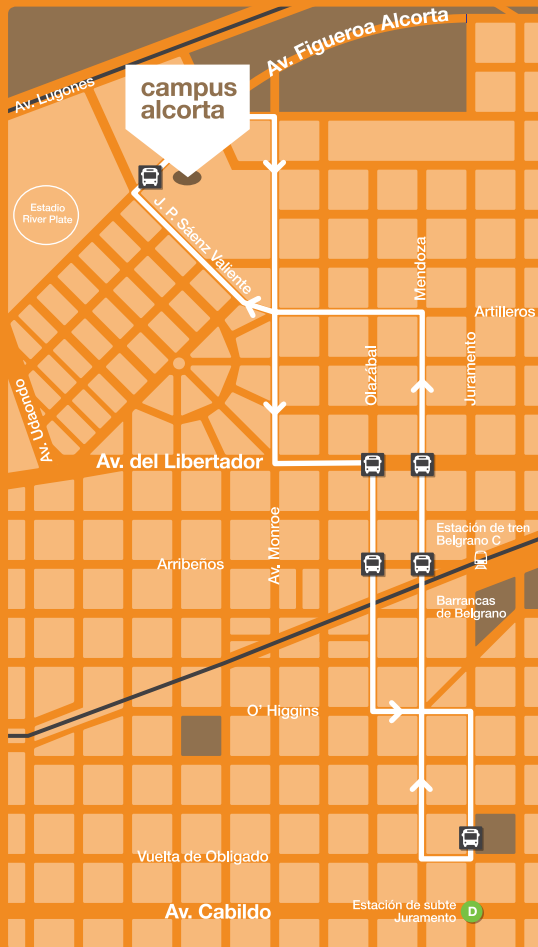 Av. Figueroa Alcorta
Av. Lugones
campus
alcorta
Estadio
River Plate
J. P. Sáenz Valiente
Mendoza
Artilleros
Olazábal
Juramento
Av. Udaondo
Av. del Libertador
Av. Monroe
Estación de tren
Belgrano C
Arribeños
Barrancas
de Belgrano
O' Higgins
Vuelta de Obligado
Av. Cabildo
Estación de subte
Juramento
D